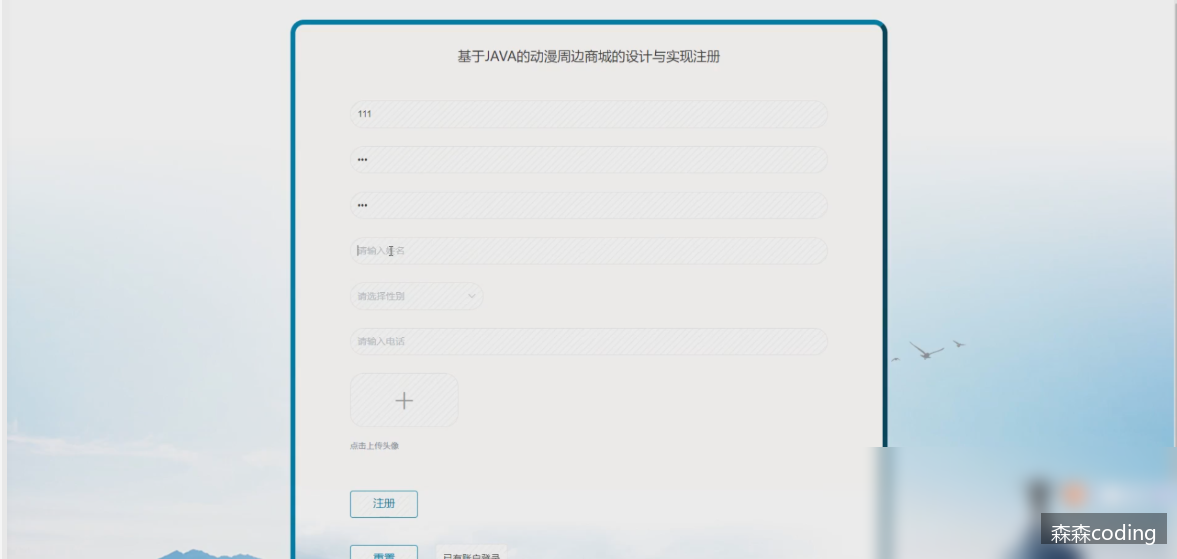 基于JAVA的动漫周边商城的设计与实现注册
111
•••
•••
请输入姓名
请选择性别
请输入电话
点击上传头像
注册
重置 已有账户登录
森森coding